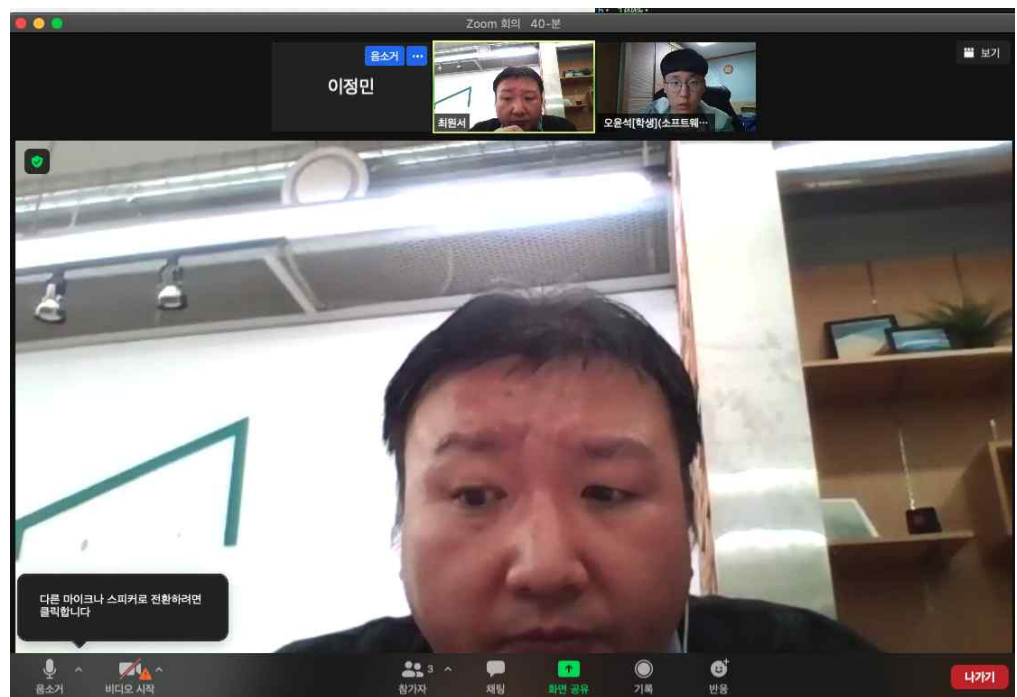 Zoom 회의 40-분
보기
음소거 ...
이정민
최원서
오윤석[학생](소프트웨…
다른 마이크나 스피커로 전환하려면
클릭합니다
3
음소거
비디오 시작
참가자
채팅
화면 공유
기록
반응
나가기